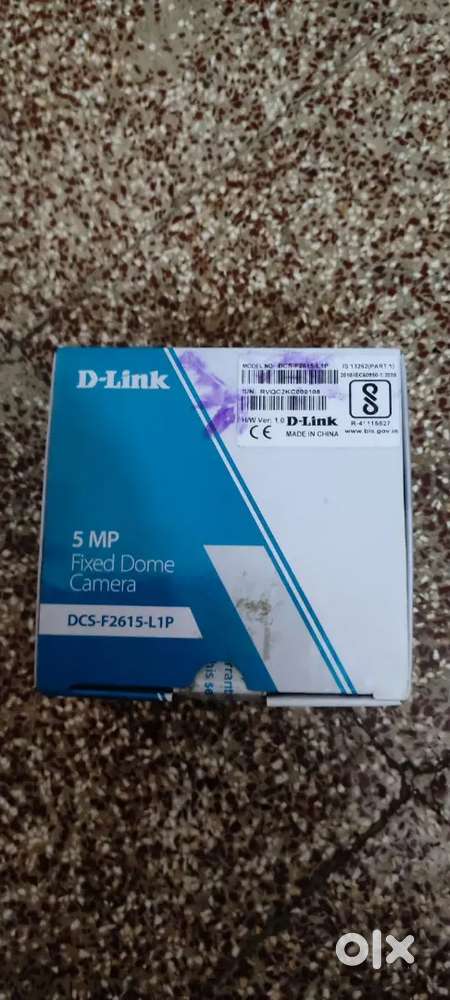 D-Link
MODEL NO: DCS-F2615-L1P
IS 13252(PART 1)
S/N:
H/W Ver: 1.0 D-Link
CE MADE IN CHINA
www.bis.gov.in
5 MP
Fixed Dome
Camera
DCS-F2615-L1P
olx